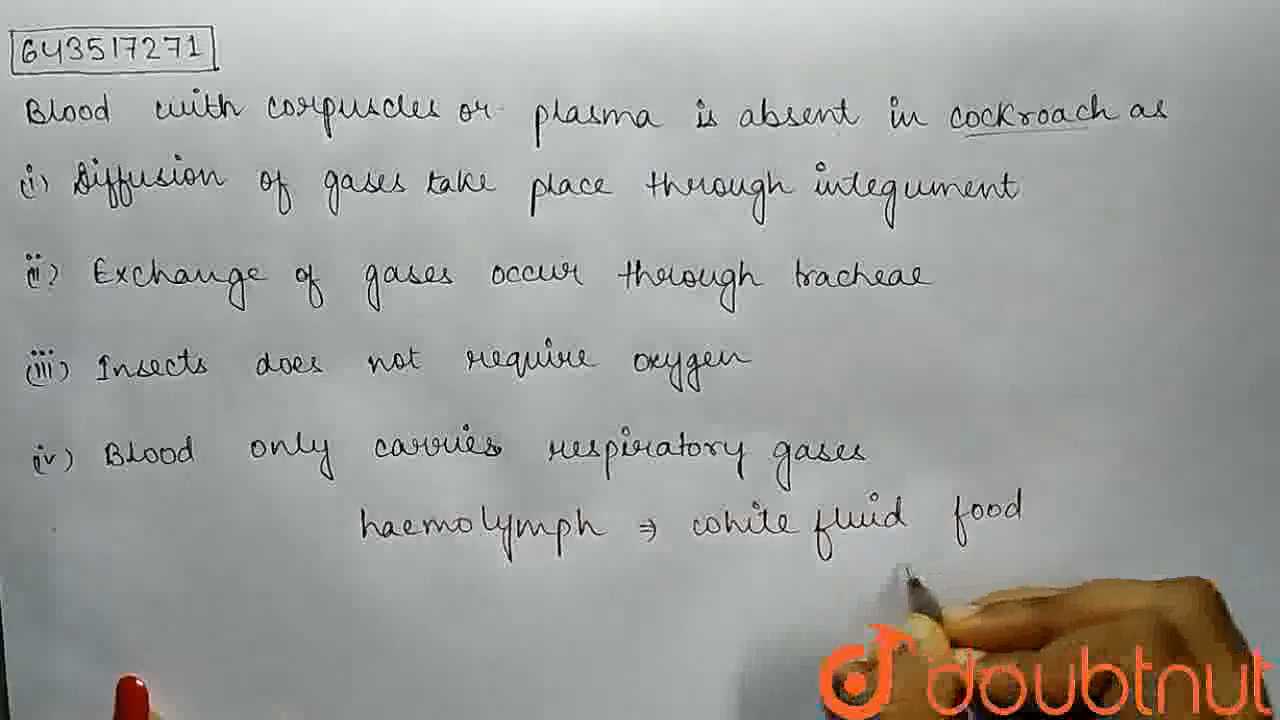 643517271
Blood with corpuscles or plasma is absent in cockroach as
(i) Diffusion of gases take place through integument
(ii) Exchange of gases occur through tracheae
(iii) Insects does not require oxygen
(iv) Blood only carries respiratory gases
haemolymph ⇒ white fluid food
doubtnut